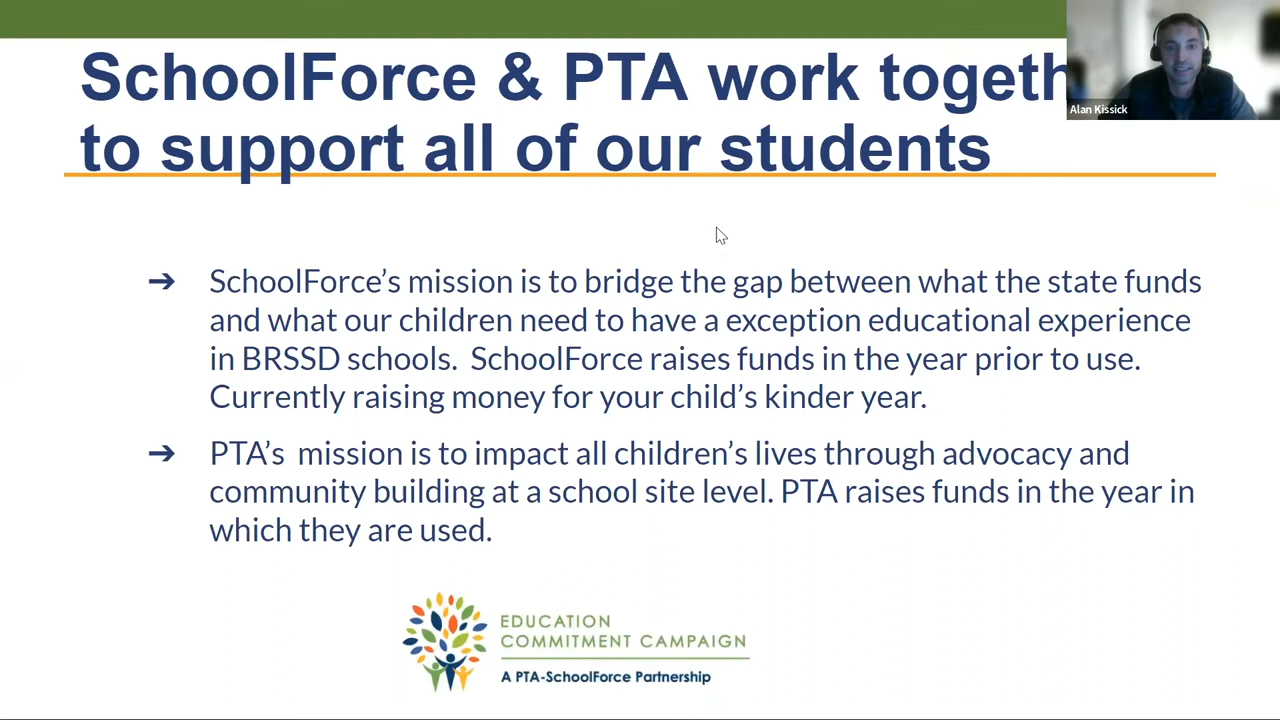 SchoolForce & PTA work togeth
to support all of our students
Alan Kissick
➔ SchoolForce’s mission is to bridge the gap between what the state funds
and what our children need to have a exception educational experience
in BRSSD schools.  SchoolForce raises funds in the year prior to use.
Currently raising money for your child’s kinder year.
➔ PTA’s  mission is to impact all children’s lives through advocacy and
community building at a school site level. PTA raises funds in the year in
which they are used.
EDUCATION
COMMITMENT CAMPAIGN
A PTA-SchoolForce Partnership